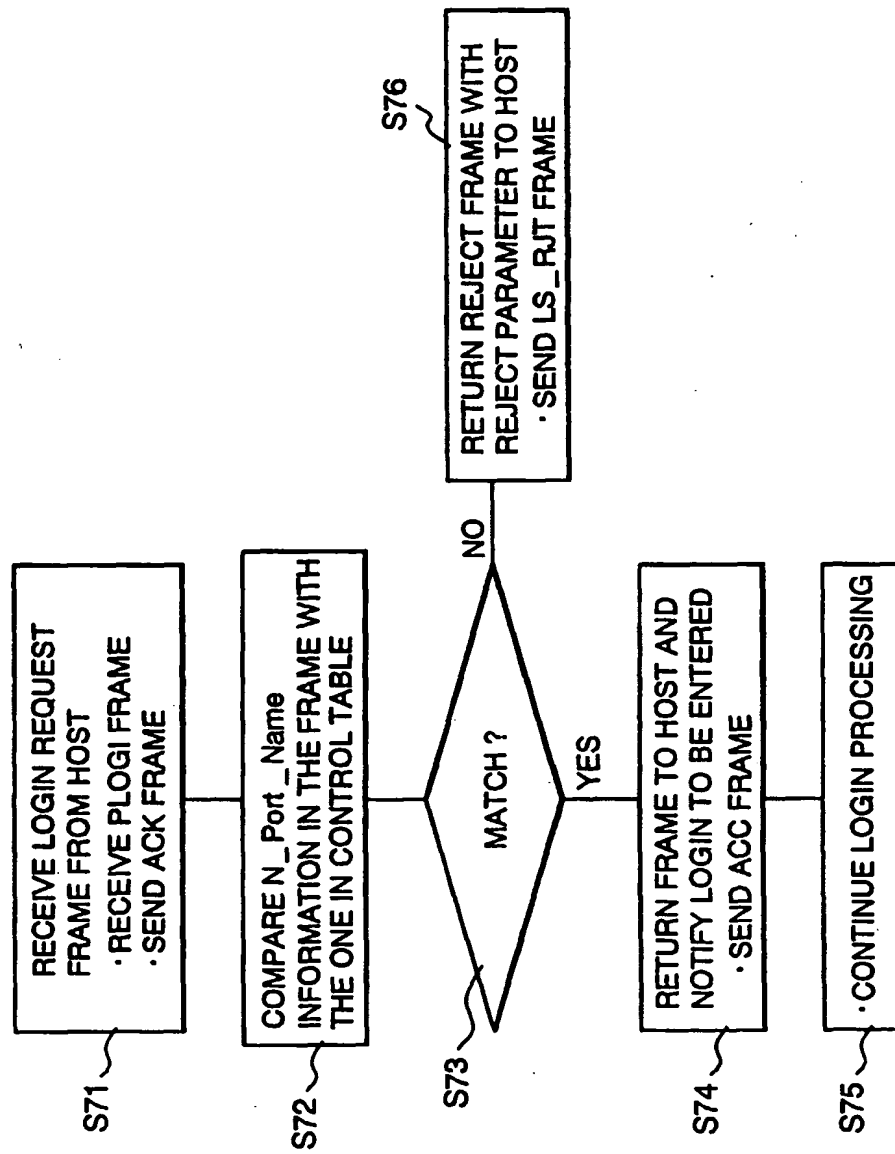 S71
RECEIVE LOGIN REQUEST
FRAME FROM HOST
· RECEIVE PLOGI FRAME
· SEND ACK FRAME
S72
COMPARE N_Port_Name
INFORMATION IN THE FRAME WITH
THE ONE IN CONTROL TABLE
S73
MATCH ?
NO
YES
S76
RETURN REJECT FRAME WITH
REJECT PARAMETER TO HOST
· SEND LS_RJT FRAME
S74
RETURN FRAME TO HOST AND
NOTIFY LOGIN TO BE ENTERED
· SEND ACC FRAME
S75
· CONTINUE LOGIN PROCESSING